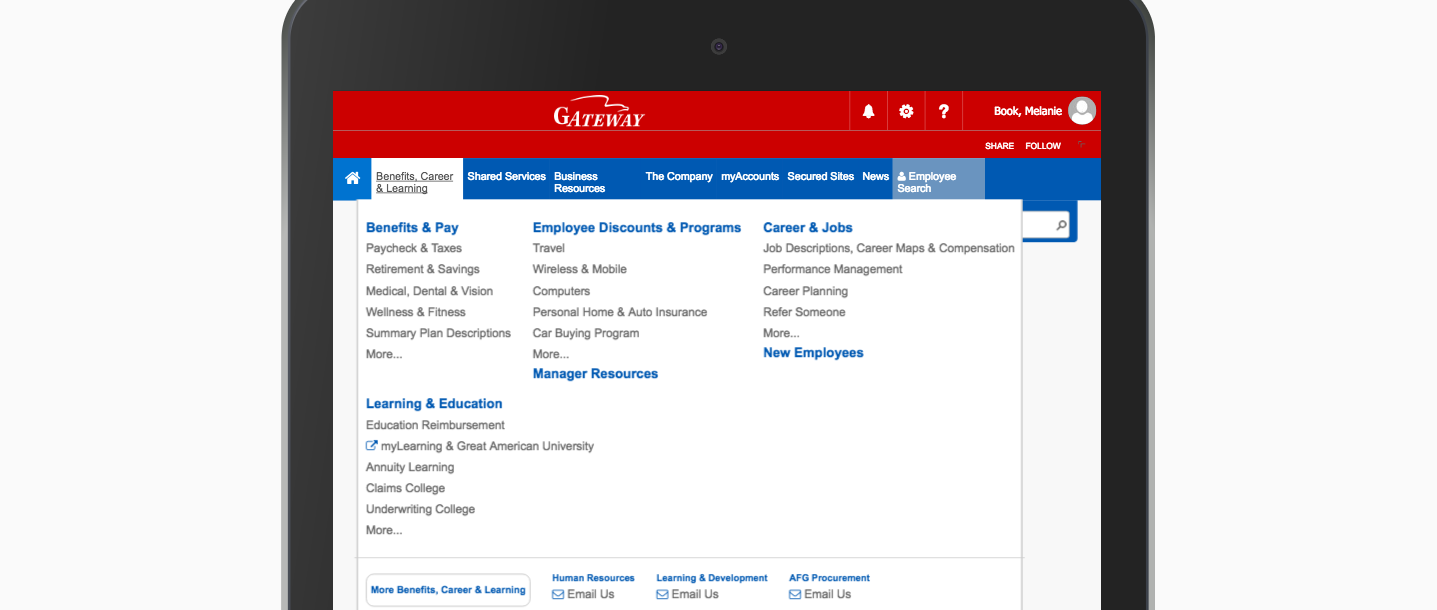 GATEWAY
?
Book, Melanie
SHARE FOLLOW
Benefits, Career
& Learning
Shared Services
Business
Resources
The Company
myAccounts
Secured Sites
News
Employee
Search
Benefits & Pay
Paycheck & Taxes
Retirement & Savings
Medical, Dental & Vision
Wellness & Fitness
Summary Plan Descriptions
More...
Employee Discounts & Programs
Travel
Wireless & Mobile
Computers
Personal Home & Auto Insurance
Car Buying Program
More...
Manager Resources
Career & Jobs
Job Descriptions, Career Maps & Compensation
Performance Management
Career Planning
Refer Someone
More...
New Employees
Learning & Education
Education Reimbursement
myLearning & Great American University
Annuity Learning
Claims College
Underwriting College
More...
More Benefits, Career & Learning
Human Resources
Email Us
Learning & Development
Email Us
AFG Procurement
Email Us